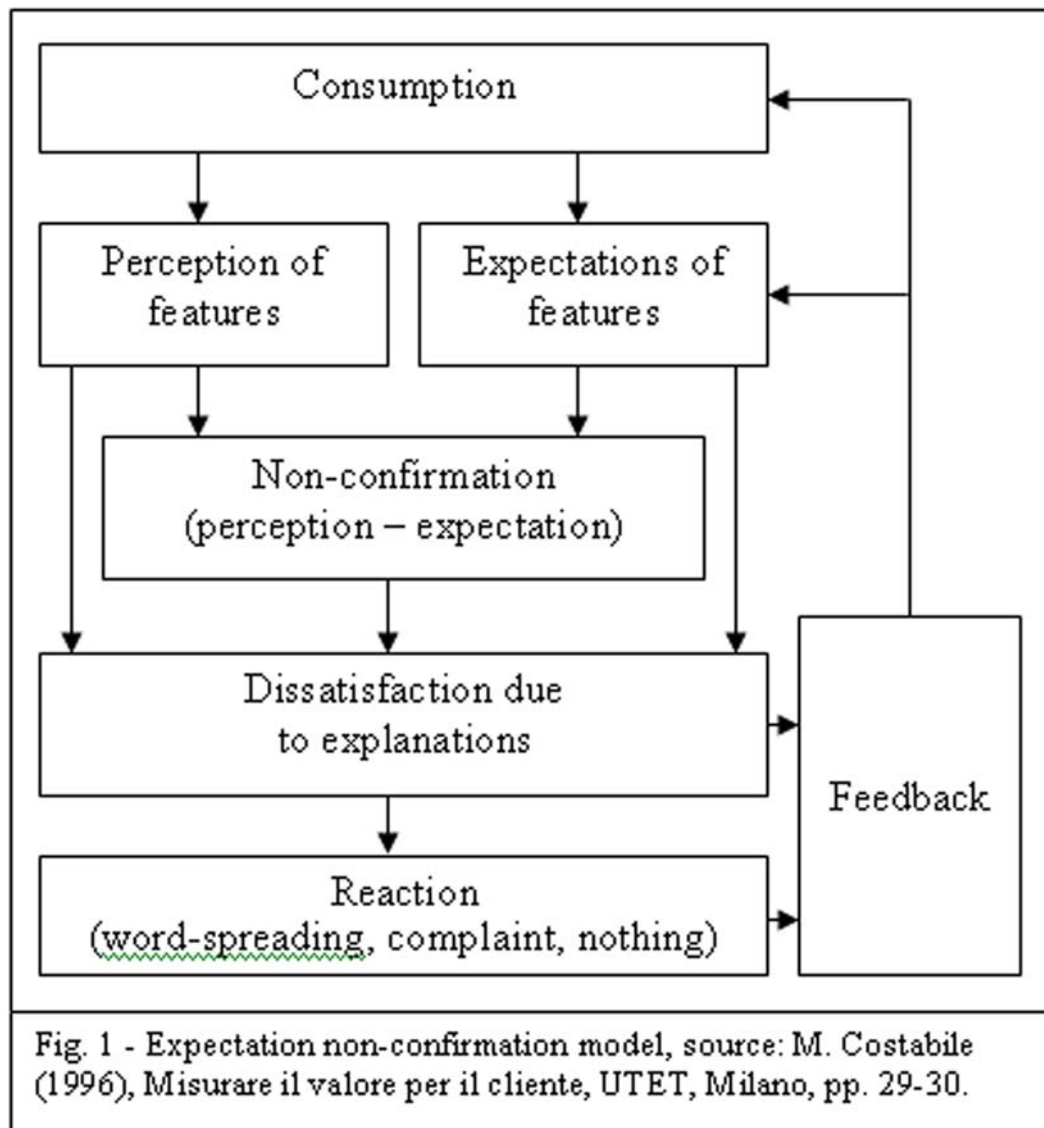 Consumption
Perception of
features
Expectations of
features
Non-confirmation
(perception – expectation)
Dissatisfaction due
to explanations
Feedback
Reaction
(word-spreading, complaint, nothing)
Fig. 1 - Expectation non-confirmation model, source: M. Costabile
(1996), Misurare il valore per il cliente, UTET, Milano, pp. 29-30.